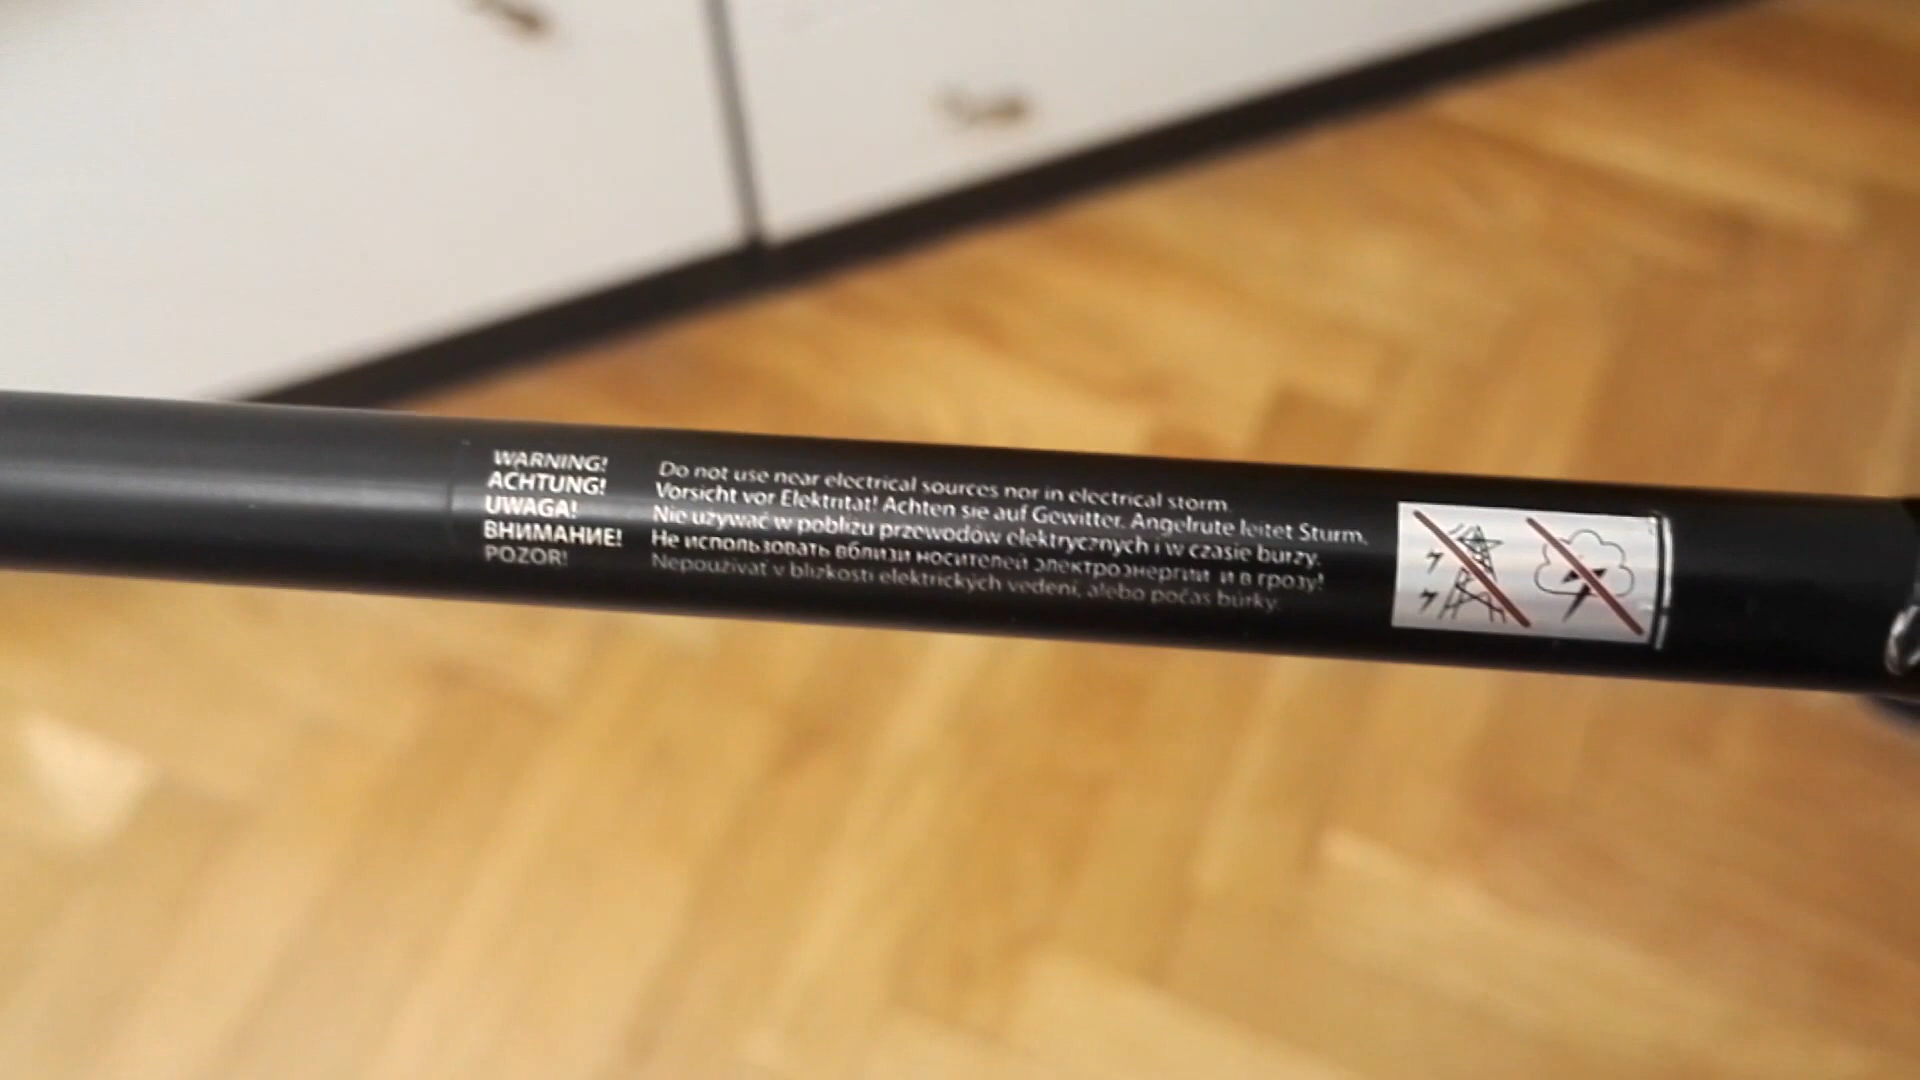 WARNING! Do not use near electrical sources nor in electrical storm.
ACHTUNG! Vorsicht vor Elektritat! Achten sie auf Gewitter. Angelrute leitet Sturm.
UWAGA! Nie używać w pobliżu przewodów elektrycznych i w czasie burzy.
ВНИМАНИЕ! Не использовать вблизи носителей электроэнергии и в грозу!
POZOR! Nepoužívať v blízkosti elektrických vedení, alebo počas búrky.